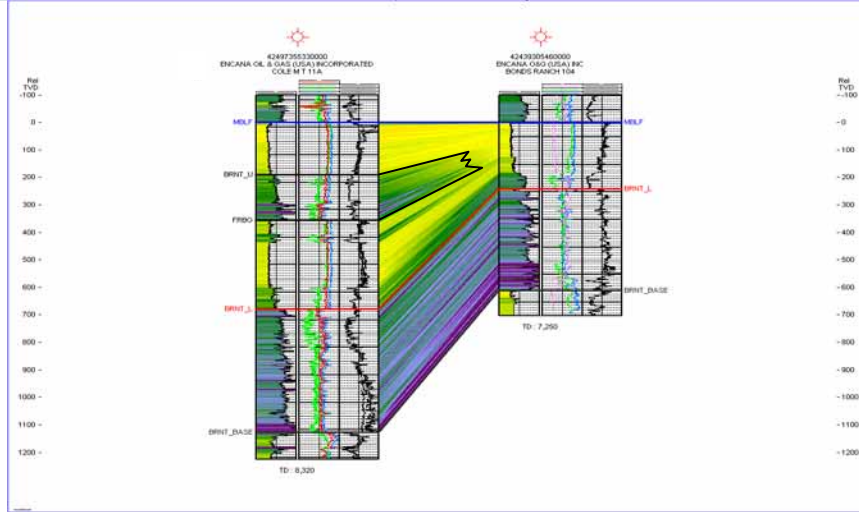 42497355330000
ENCANA OIL & GAS (USA) INCORPORATED
COLE M T 11A
42439305460000
ENCANA O&G (USA) INC
BONDS RANCH 104
Rel
TVD
-100 -
0 -
100 -
200 -
300 -
400 -
500 -
600 -
700 -
800 -
900 -
1000 -
1100 -
1200 -
MBLF
BRNT_U
FRBG
BRNT_L
BRNT_BASE
TD : 8,320
MBLF
BRNT_L
BRNT_BASE
TD : 7,250
Rel
TVD
- -100
- 0
- 100
- 200
- 300
- 400
- 500
- 600
- 700
- 800
- 900
- 1000
- 1100
- 1200